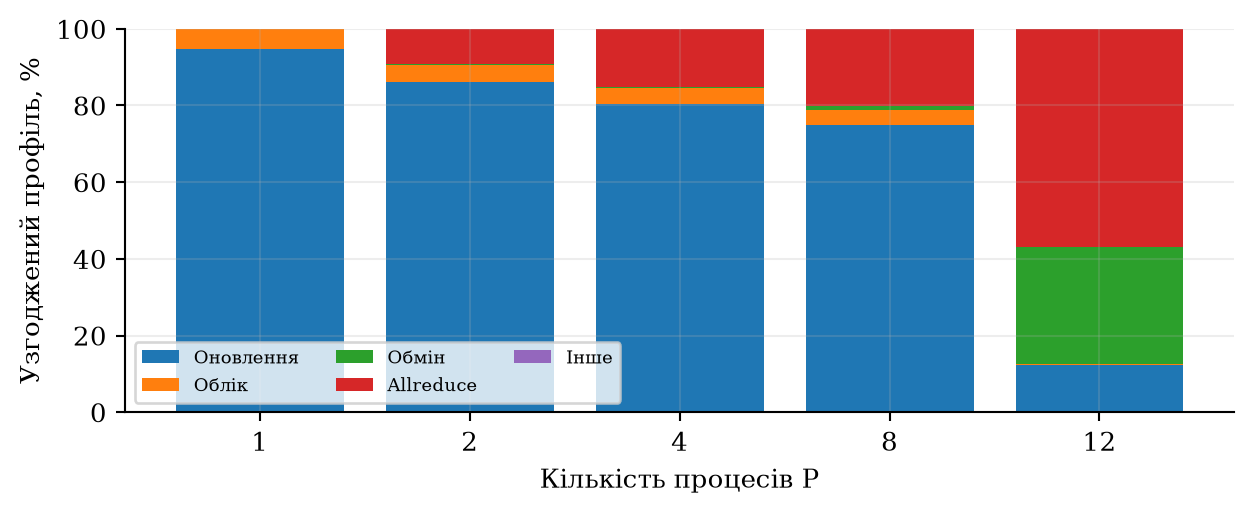 Узгоджений профіль, %
100
80
60
40
20
0
Оновлення
Облік
Обмін
Allreduce
Інше
1 2 4 8 12
Кількість процесів P